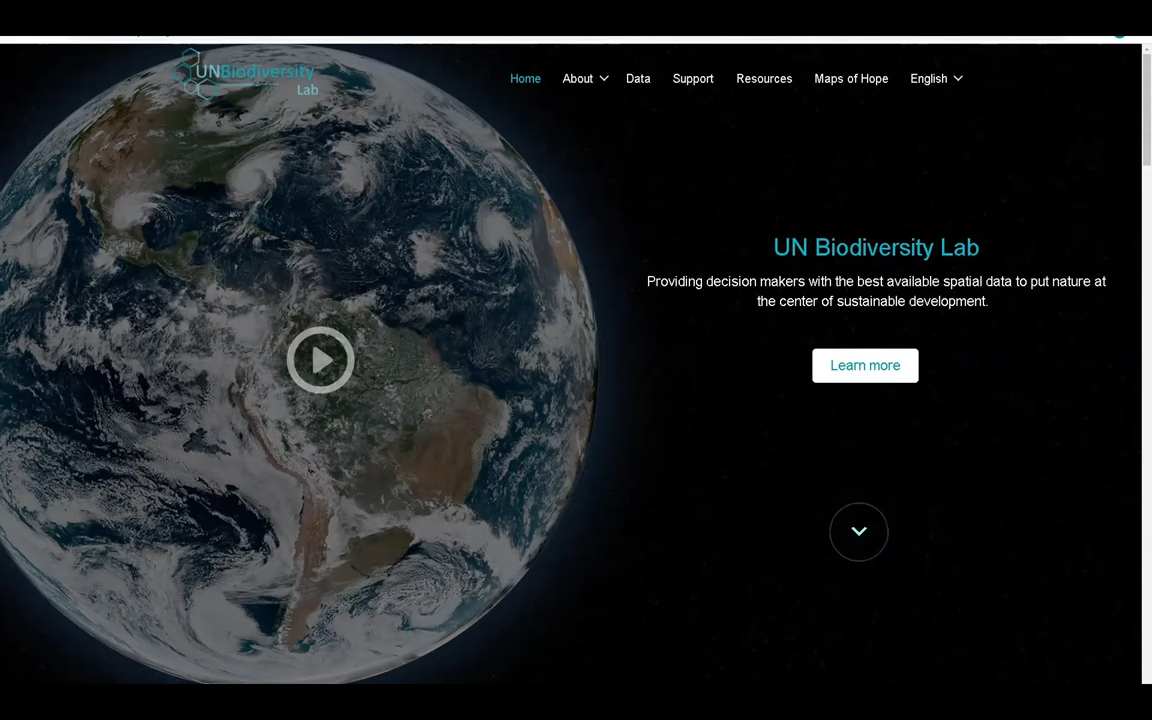 UNBiodiversity
Lab
Home
About
Data
Support
Resources
Maps of Hope
English
UN Biodiversity Lab
Providing decision makers with the best available spatial data to put nature at
the center of sustainable development.
Learn more